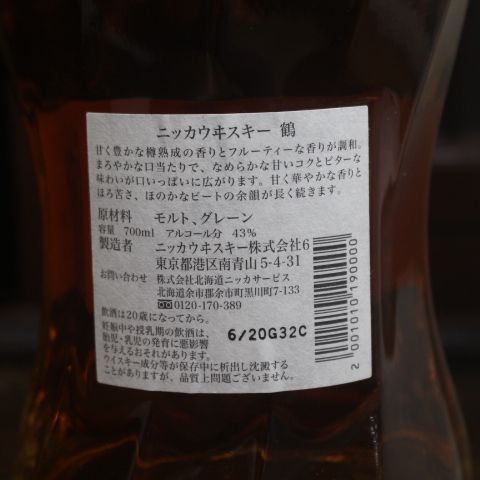 ニッカウヰスキー 鶴
甘く豊かな樽熟成の香りとフルーティーな香りが調和。
まろやかな口当たりで、なめらかな甘いコクとビターな
味わいが口いっぱいに広がります。甘く華やかな香りと
ほろ苦さ、ほのかなピートの余韻が長く続きます。
原材料 モルト、グレーン
容量 700ml アルコール分 43%
製造者 ニッカウヰスキー株式会社6
東京都港区南青山5-4-31
お問い合わせ 株式会社北海道ニッカサービス
北海道余市郡余市町黒川町7-133
0120-170-389
飲酒は20歳になってから。
妊娠中や授乳期の飲酒は、
胎児・乳児の発育に悪影響
を与えるおそれがあります。
ウイスキー成分等が保存中に析出し沈澱する
ことがありますが、品質上問題ございません。
6/20G32C
2001010190000